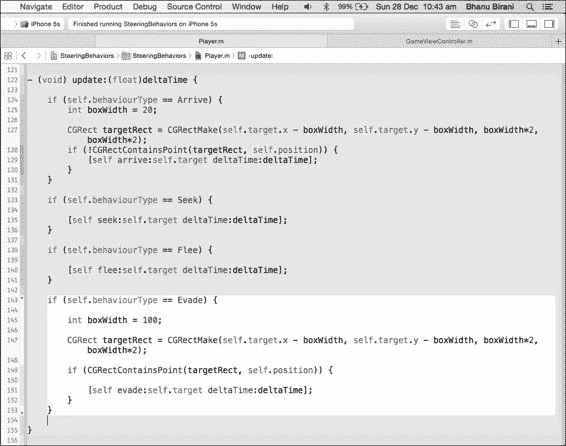 Navigate Editor Product Debug Source Control Window Help 99% Sun 28 Dec 10:43 am Bhanu Birani
iPhone 5s Finished running SteeringBehaviors on iPhone 5s
Player.m GameViewController.m
SteeringBehaviors SteeringBehaviors Player.m M -update:
121
122 - (void) update:(float)deltaTime {
123
124 if (self.behaviourType == Arrive) {
125 int boxWidth = 20;
126
127 CGRect targetRect = CGRectMake(self.target.x - boxWidth, self.target.y - boxWidth, boxWidth*2,
boxWidth*2);
128 if (!CGRectContainsPoint(targetRect, self.position)) {
129 [self arrive:self.target deltaTime:deltaTime];
130 }
131 }
132
133 if (self.behaviourType == Seek) {
134
135 [self seek:self.target deltaTime:deltaTime];
136 }
137
138 if (self.behaviourType == Flee) {
139
140 [self flee:self.target deltaTime:deltaTime];
141 }
142
143 if (self.behaviourType == Evade) {
144
145 int boxWidth = 100;
146
147 CGRect targetRect = CGRectMake(self.target.x - boxWidth, self.target.y - boxWidth, boxWidth*2,
boxWidth*2);
148
149 if (CGRectContainsPoint(targetRect, self.position)) {
150
151 [self evade:self.target deltaTime:deltaTime];
152 }
153 }
154
155 }
156